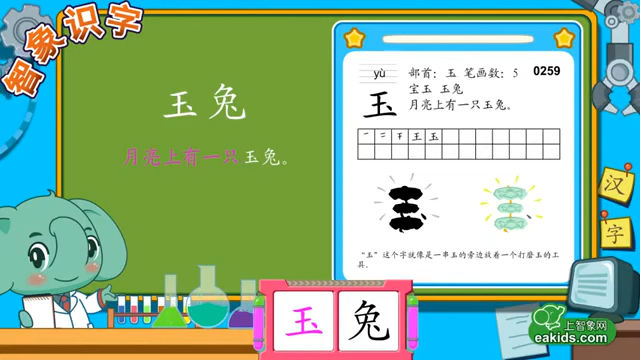 智象识字
玉兔
月亮上有一只玉兔。
yù
部首：玉 笔画数：5
0259
玉
宝玉 玉兔
月亮上有一只玉兔。
一 二 干 王 玉
“玉”这个字就像是一串玉的旁边放着一个打磨玉的工
具。
汉
字
玉 兔
上智象网
eakids.com